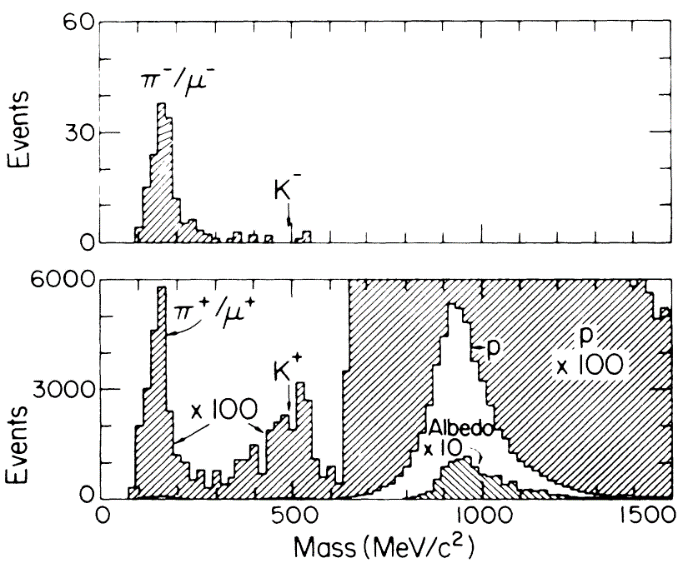 60
π⁻/μ⁻
Events
30
K⁻
0
6000
π⁺/μ⁺
p
p
x 100
K⁺
3000
x 100
Events
Albedo
x 10
0
0 500 1000 1500
Mass (MeV/c²)